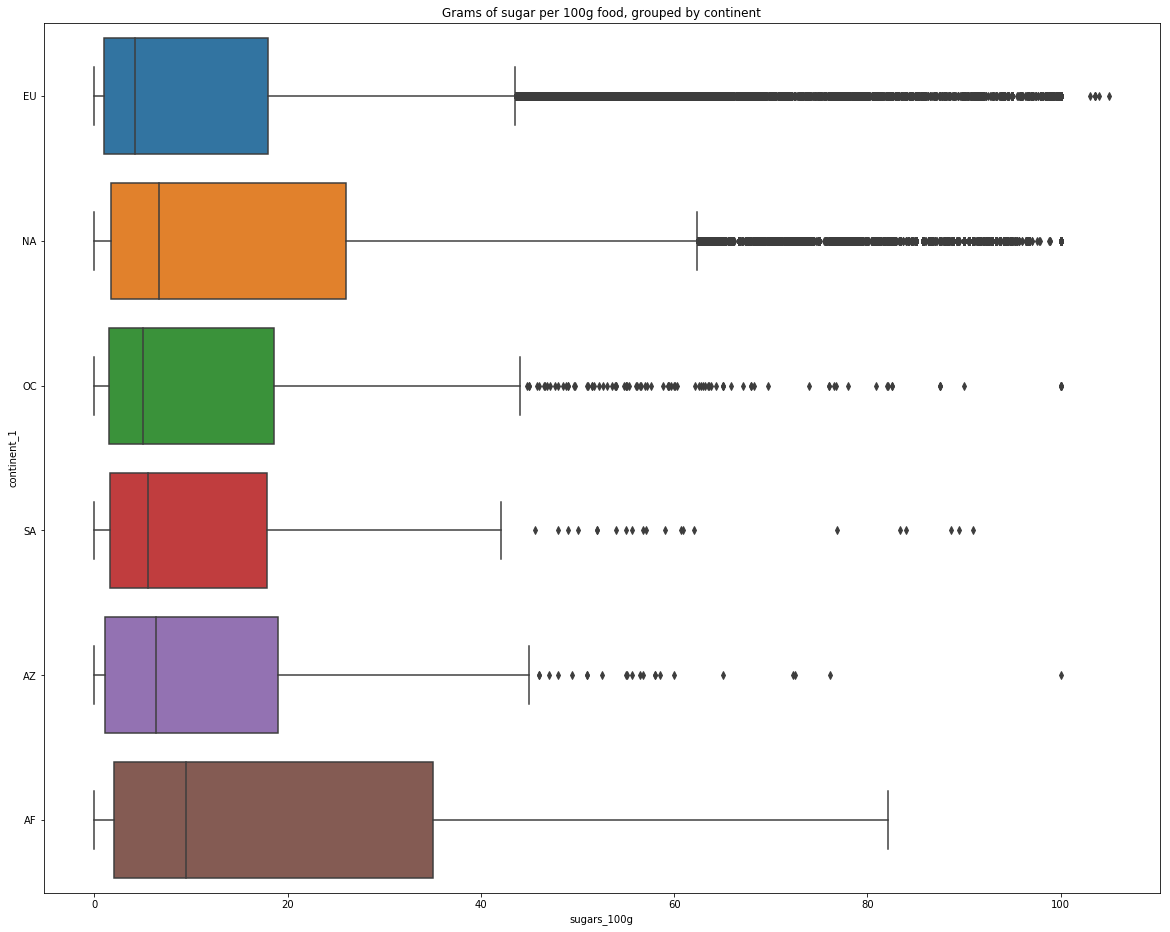 Grams of sugar per 100g food, grouped by continent
EU
NA
OC
SA
AZ
AF
continent_1
0 20 40 60 80 100
sugars_100g